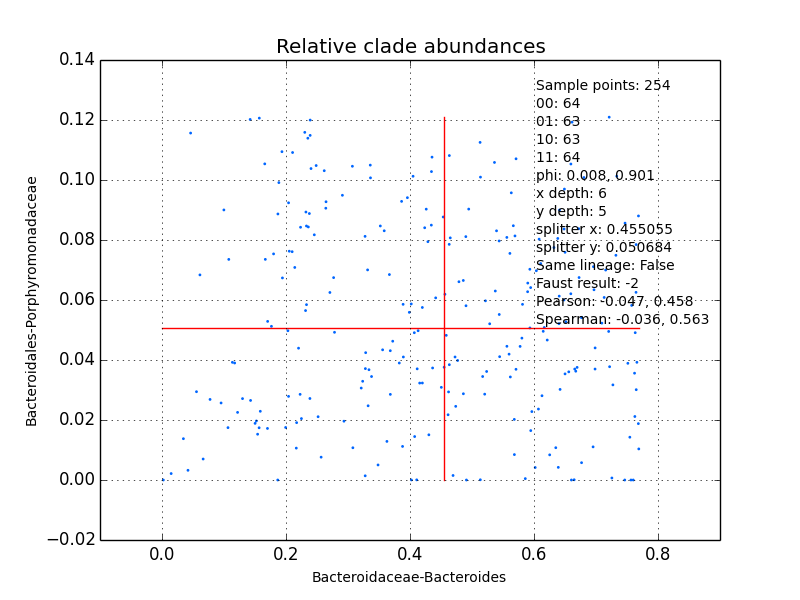 Relative clade abundances
0.14
0.12
0.10
0.08
0.06
0.04
0.02
0.00
−0.02
Bacteroidales-Porphyromonadaceae
Sample points: 254
00: 64
01: 63
10: 63
11: 64
phi: 0.008, 0.901
x depth: 6
y depth: 5
splitter x: 0.455055
splitter y: 0.050684
Same lineage: False
Faust result: -2
Pearson: -0.047, 0.458
Spearman: -0.036, 0.563
0.0 0.2 0.4 0.6 0.8
Bacteroidaceae-Bacteroides